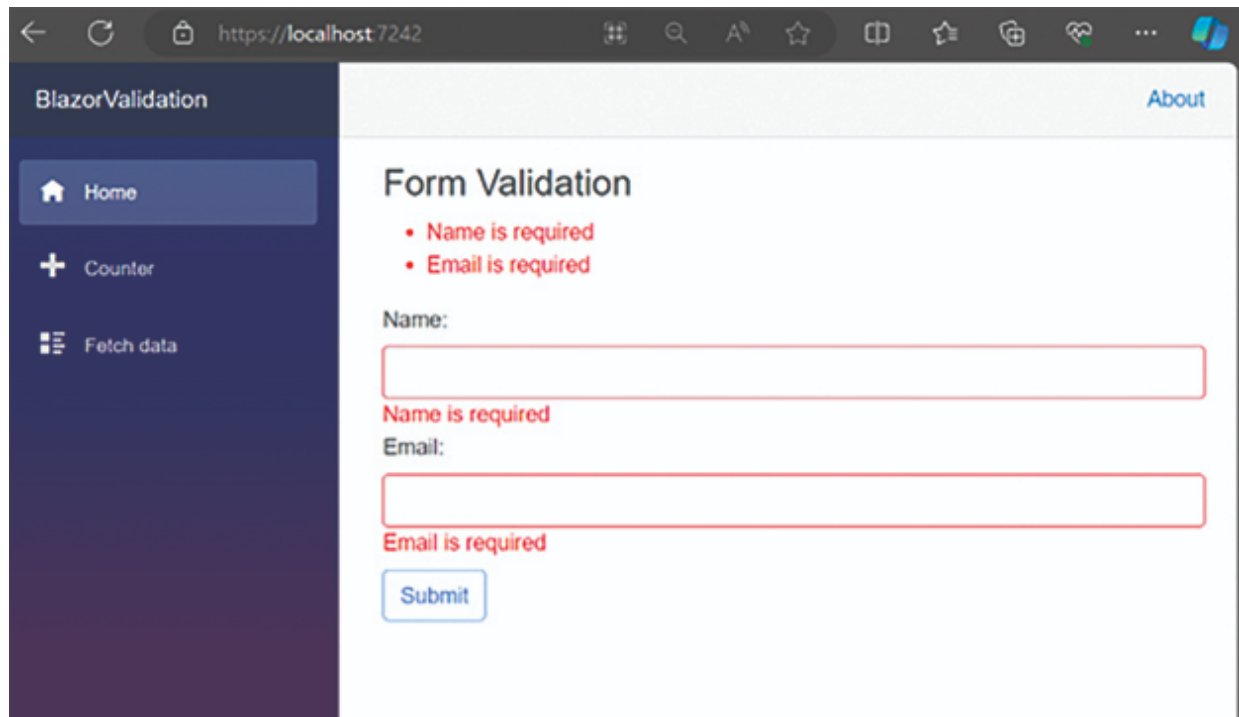 https://localhost:7242
BlazorValidation
About
Home
Counter
Fetch data
Form Validation
• Name is required
• Email is required
Name:
Name is required
Email:
Email is required
Submit